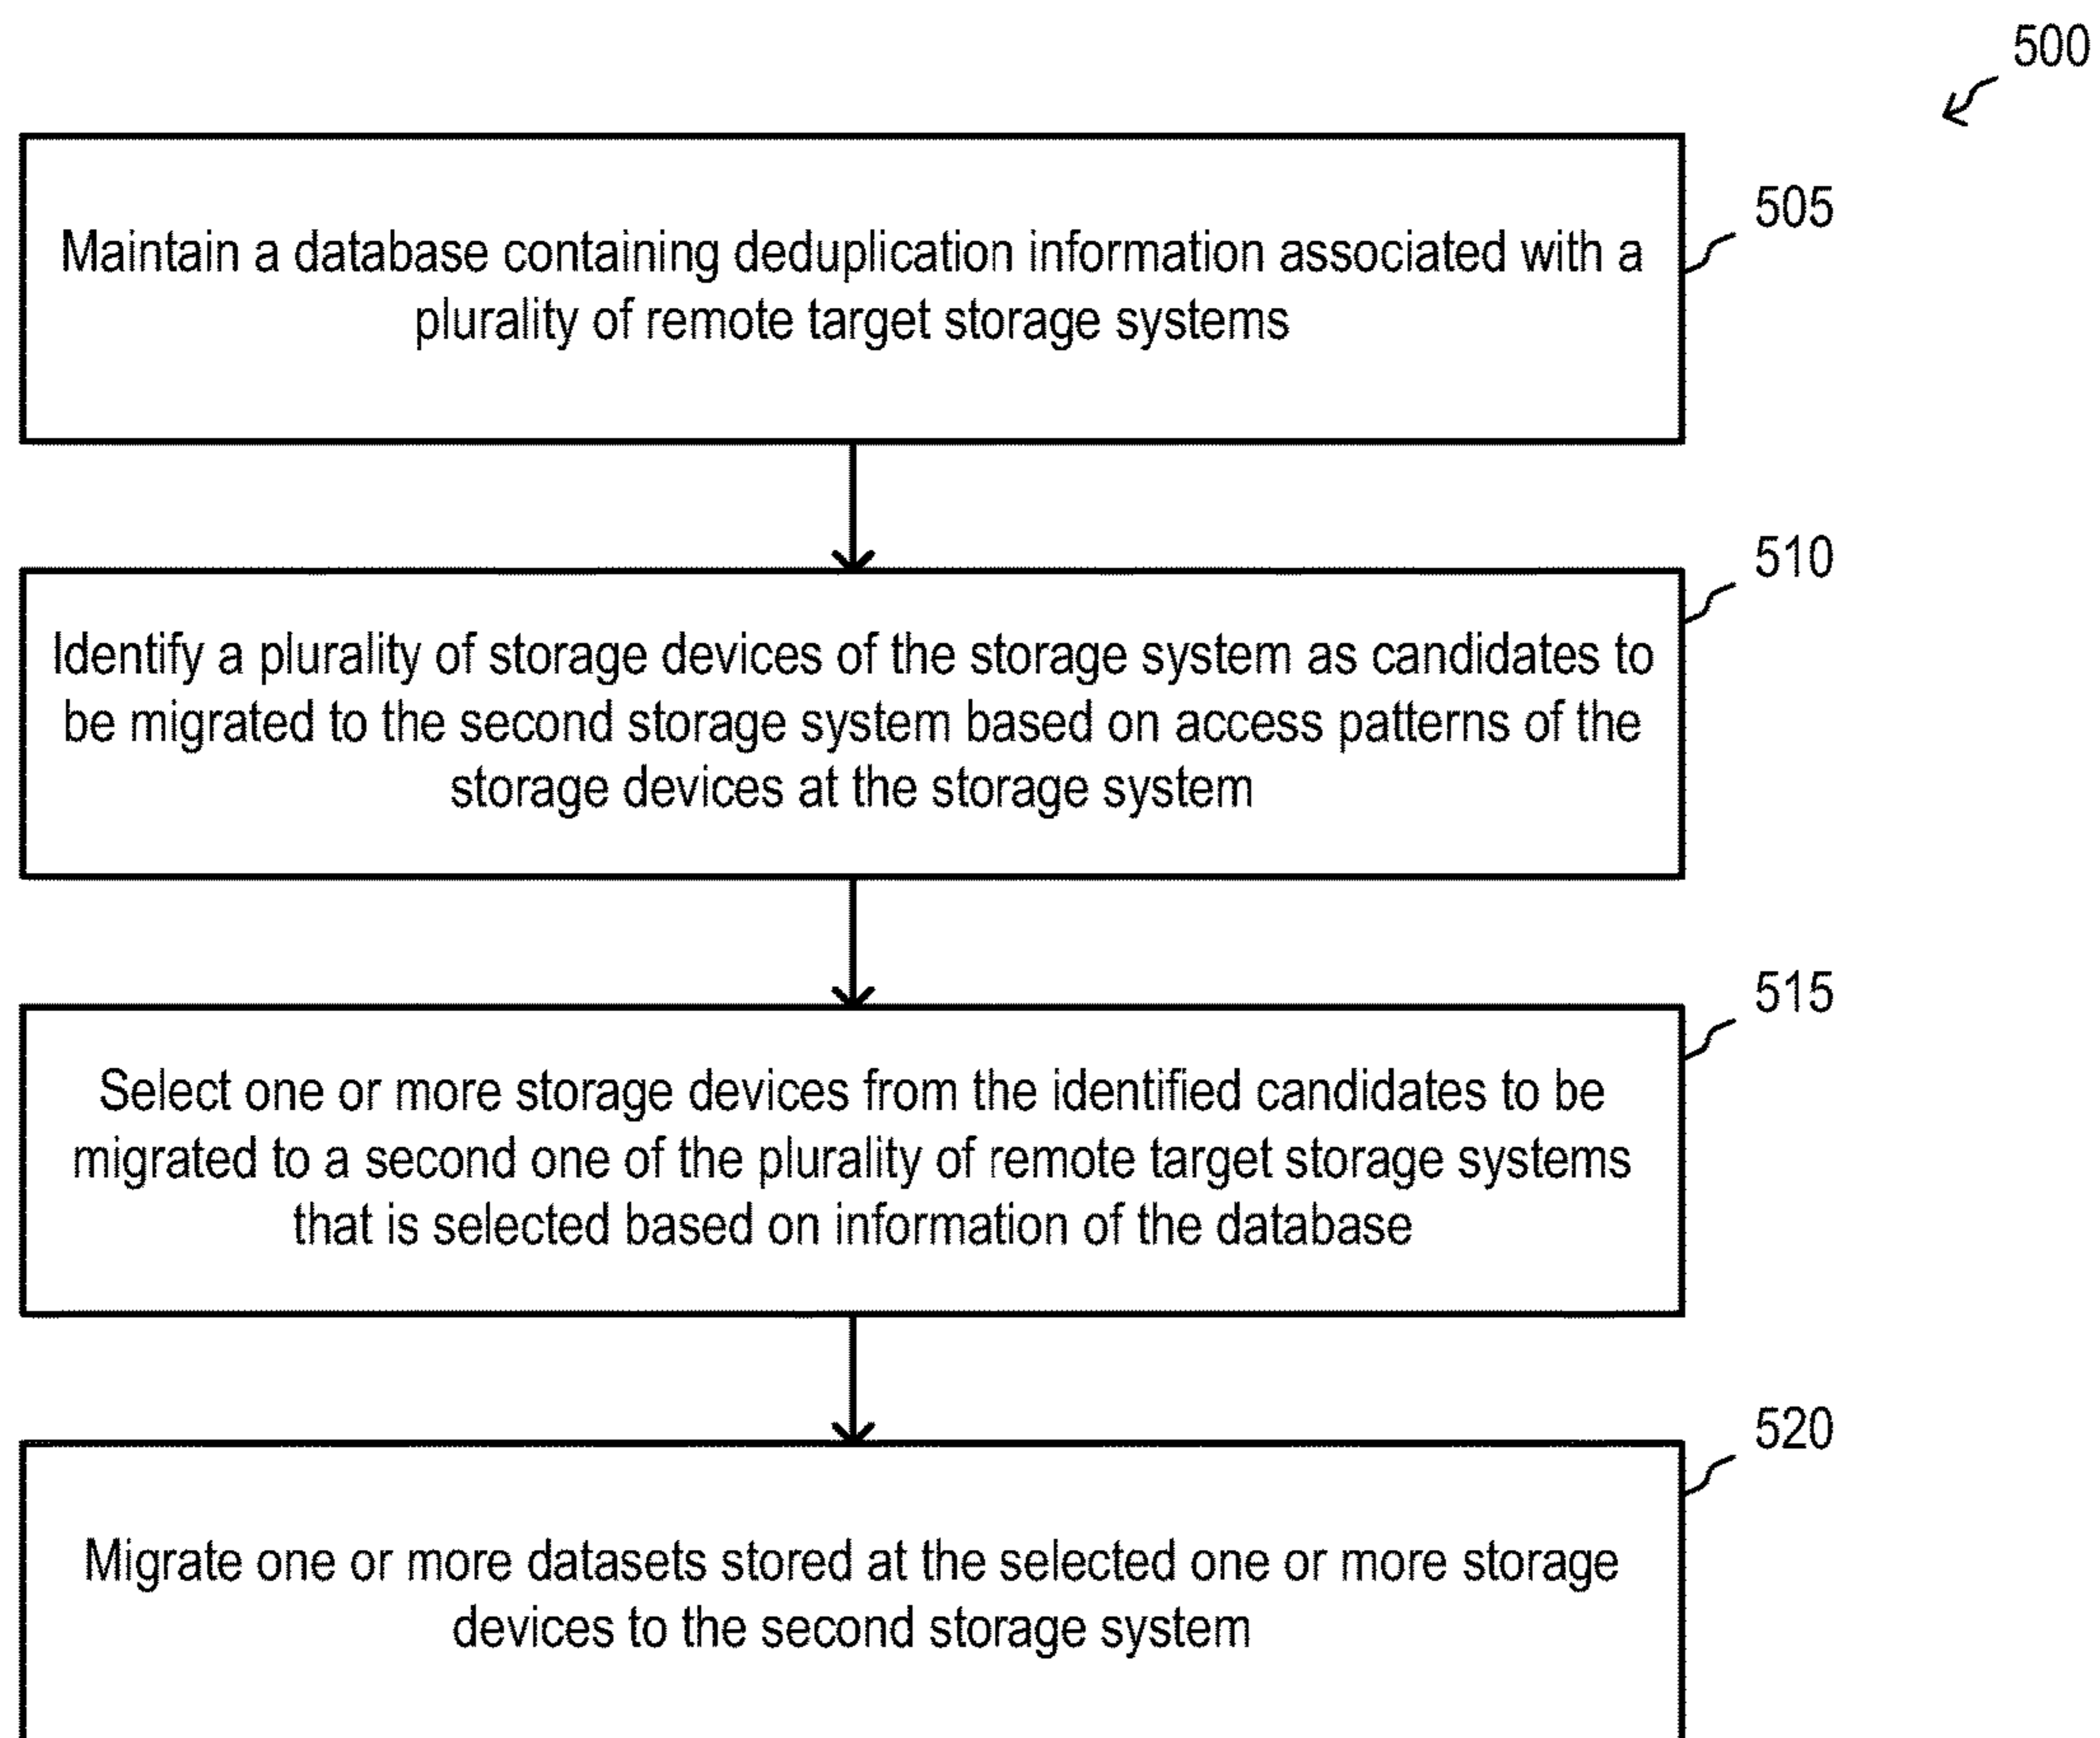 500
505
Maintain a database containing deduplication information associated with a
plurality of remote target storage systems
510
Identify a plurality of storage devices of the storage system as candidates to
be migrated to the second storage system based on access patterns of the
storage devices at the storage system
515
Select one or more storage devices from the identified candidates to be
migrated to a second one of the plurality of remote target storage systems
that is selected based on information of the database
520
Migrate one or more datasets stored at the selected one or more storage
devices to the second storage system